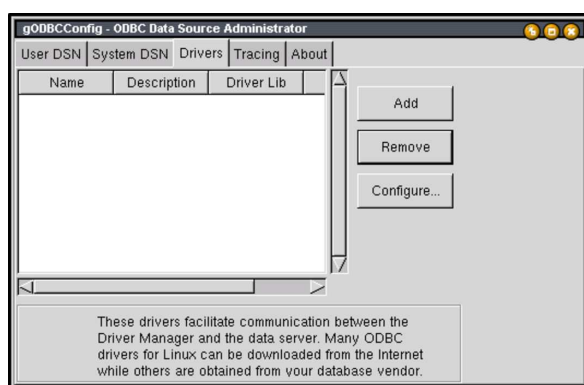 gODBCConfig - ODBC Data Source Administrator
User DSN System DSN Drivers Tracing About
Name Description Driver Lib
Add
Remove
Configure...
These drivers facilitate communication between the
Driver Manager and the data server. Many ODBC
drivers for Linux can be downloaded from the Internet
while others are obtained from your database vendor.